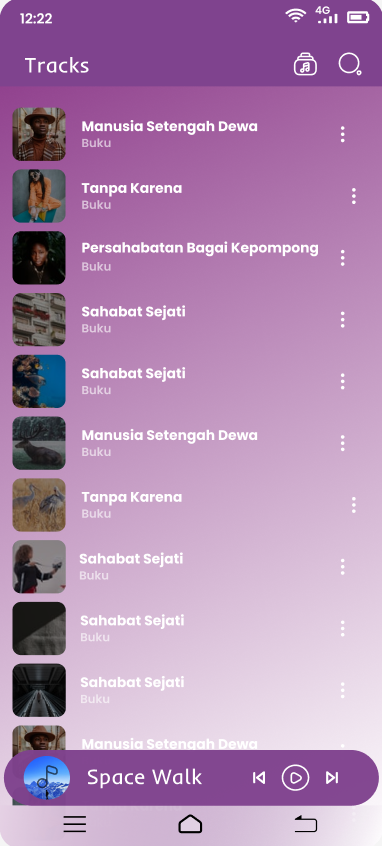 12:22
4G
Tracks
Manusia Setengah Dewa
Buku
Tanpa Karena
Buku
Persahabatan Bagai Kepompong
Buku
Sahabat Sejati
Buku
Sahabat Sejati
Buku
Manusia Setengah Dewa
Buku
Tanpa Karena
Buku
Sahabat Sejati
Buku
Sahabat Sejati
Buku
Sahabat Sejati
Buku
Manusia Setengah Dewa
Space Walk